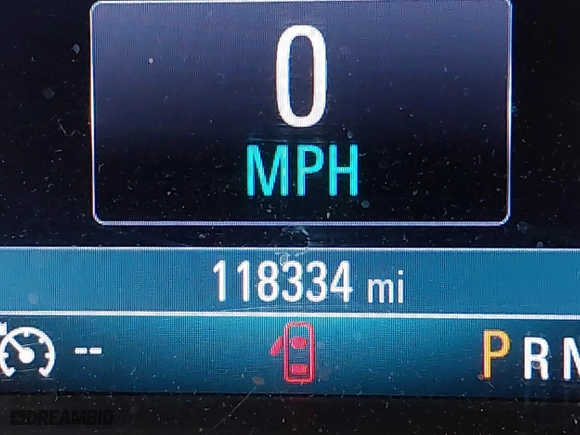 0
MPH
118334 mi
--
P R N
DREAMBID